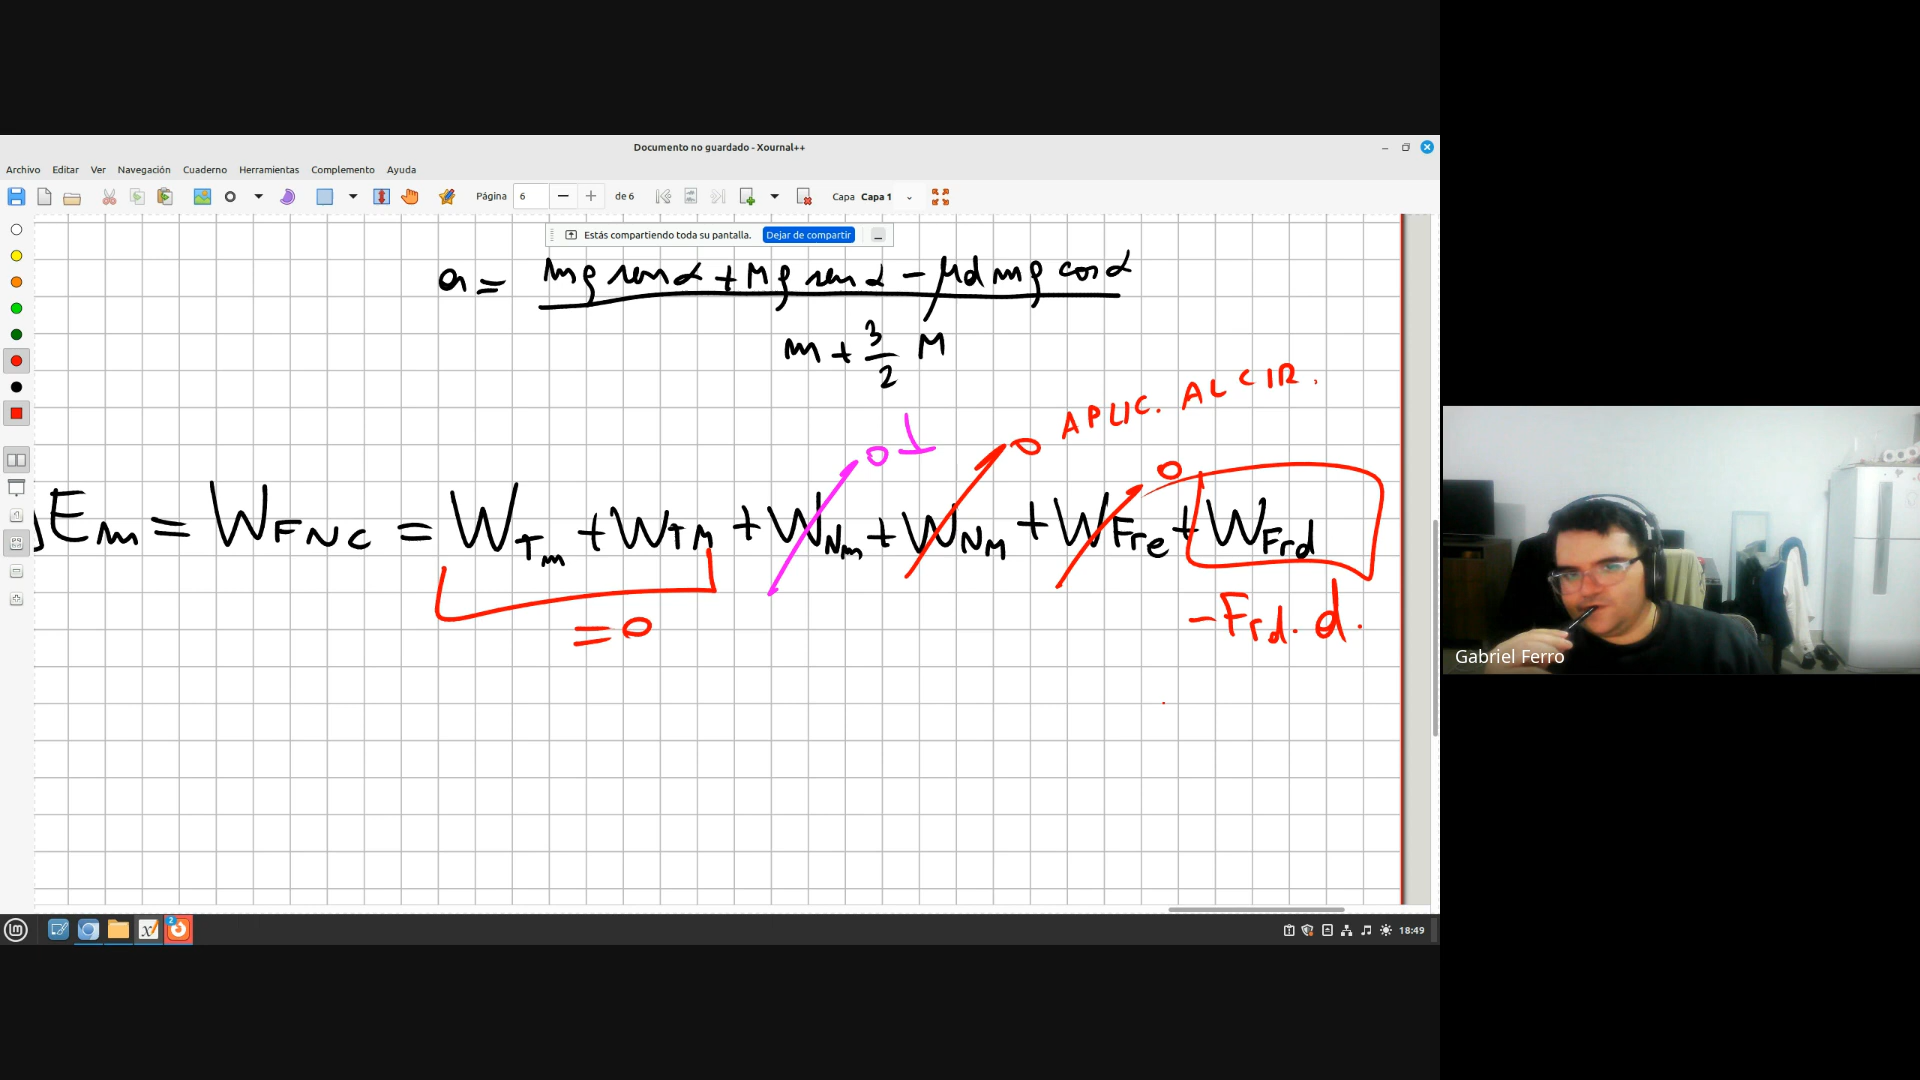 Documento no guardado - Xournal++
Archivo Editar Ver Navegación Cuaderno Herramientas Complemento Ayuda
Página 6 de 6 Capa Capa 1
Estás compartiendo toda su pantalla. Dejar de compartir
a = mg sen α + Mg sen α - μd mg cos α
m + 3/2 M
0 ⊥ 0 APLIC. AL CIR.
0
Em = WFNC = WTm + WTM + WNm + WNM + WFre + WFrd
= 0
- Frd. d.
Gabriel Ferro
2
18:49